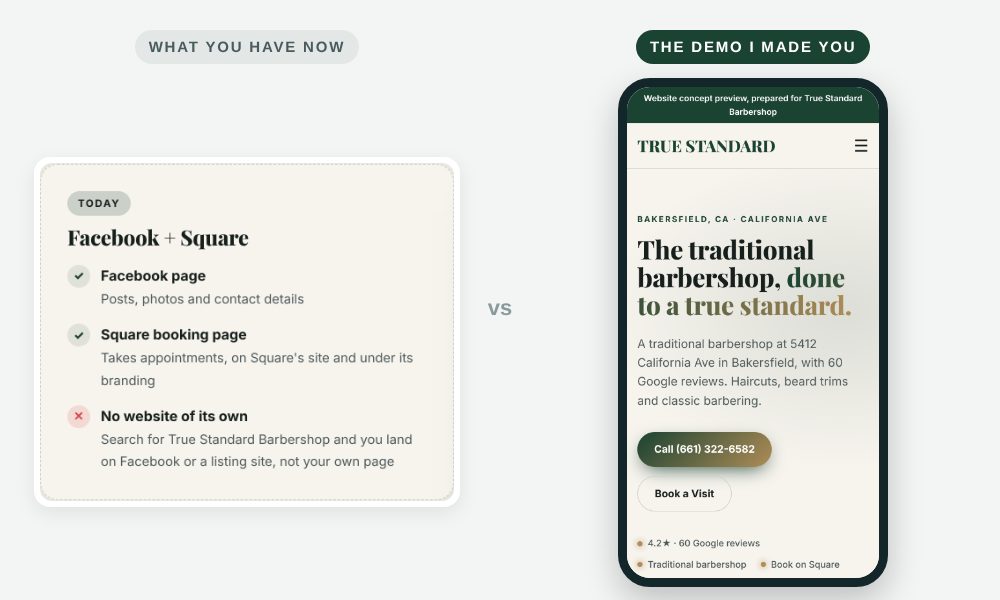 WHAT YOU HAVE NOW
TODAY
Facebook + Square
✓ Facebook page
Posts, photos and contact details
✓ Square booking page
Takes appointments, on Square's site and under its
branding
✕ No website of its own
Search for True Standard Barbershop and you land
on Facebook or a listing site, not your own page
vs
THE DEMO I MADE YOU
Website concept preview, prepared for True Standard
Barbershop
TRUE STANDARD ☰
BAKERSFIELD, CA · CALIFORNIA AVE
The traditional
barbershop, done
to a true standard.
A traditional barbershop at 5412
California Ave in Bakersfield, with 60
Google reviews. Haircuts, beard trims
and classic barbering.
Call (661) 322-6582
Book a Visit
4.2★ · 60 Google reviews
Traditional barbershop Book on Square